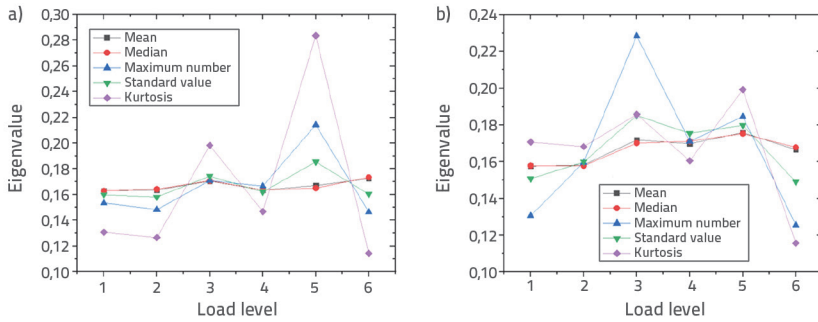 a)
0,30
0,28
0,26
0,24
0,22
0,20
0,18
0,16
0,14
0,12
0,10
Eigenvalue
Mean
Median
Maximum number
Standard value
Kurtosis
1 2 3 4 5 6
Load level
b)
0,24
0,22
0,20
0,18
0,16
0,14
0,12
0,10
Eigenvalue
Mean
Median
Maximum number
Standard value
Kurtosis
1 2 3 4 5 6
Load level